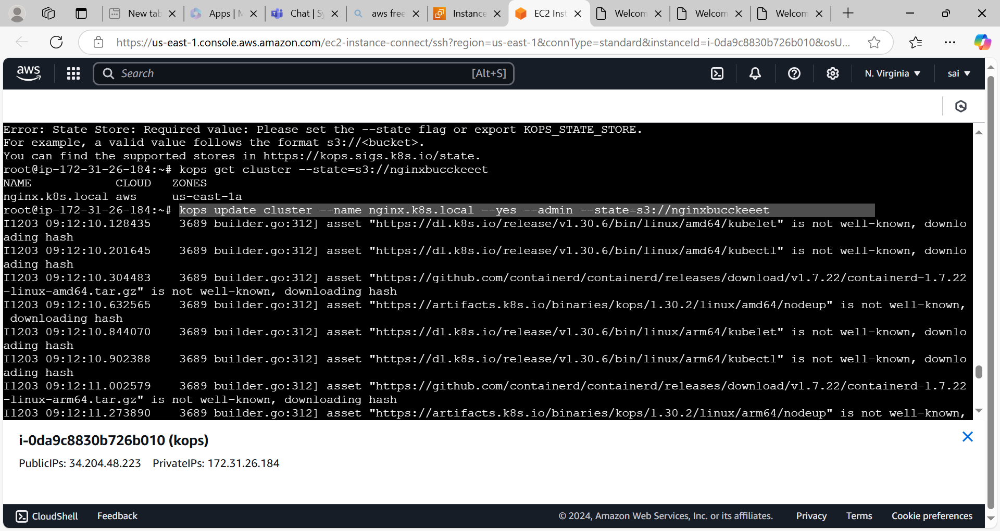 New tab
Apps | M
Chat | Sy
aws free
Instance
EC2 Inst
Welcom
Welcom
Welcom
https://us-east-1.console.aws.amazon.com/ec2-instance-connect/ssh?region=us-east-1&connType=standard&instanceId=i-0da9c8830b726b010&osU...
aws
Search
[Alt+S]
N. Virginia
sai
Error: State Store: Required value: Please set the --state flag or export KOPS_STATE_STORE.
For example, a valid value follows the format s3://<bucket>.
You can find the supported stores in https://kops.sigs.k8s.io/state.
root@ip-172-31-26-184:~# kops get cluster --state=s3://nginxbucckeeet
NAME CLOUD ZONES
nginx.k8s.local aws us-east-1a
root@ip-172-31-26-184:~# kops update cluster --name nginx.k8s.local --yes --admin --state=s3://nginxbucckeeet
I1203 09:12:10.128435 3689 builder.go:312] asset "https://dl.k8s.io/release/v1.30.6/bin/linux/amd64/kubelet" is not well-known, downlo
ading hash
I1203 09:12:10.201645 3689 builder.go:312] asset "https://dl.k8s.io/release/v1.30.6/bin/linux/amd64/kubectl" is not well-known, downlo
ading hash
I1203 09:12:10.304483 3689 builder.go:312] asset "https://github.com/containerd/containerd/releases/download/v1.7.22/containerd-1.7.22
-linux-amd64.tar.gz" is not well-known, downloading hash
I1203 09:12:10.632565 3689 builder.go:312] asset "https://artifacts.k8s.io/binaries/kops/1.30.2/linux/amd64/nodeup" is not well-known,
downloading hash
I1203 09:12:10.844070 3689 builder.go:312] asset "https://dl.k8s.io/release/v1.30.6/bin/linux/arm64/kubelet" is not well-known, downlo
ading hash
I1203 09:12:10.902388 3689 builder.go:312] asset "https://dl.k8s.io/release/v1.30.6/bin/linux/arm64/kubectl" is not well-known, downlo
ading hash
I1203 09:12:11.002579 3689 builder.go:312] asset "https://github.com/containerd/containerd/releases/download/v1.7.22/containerd-1.7.22
-linux-arm64.tar.gz" is not well-known, downloading hash
I1203 09:12:11.273890 3689 builder.go:312] asset "https://artifacts.k8s.io/binaries/kops/1.30.2/linux/arm64/nodeup" is not well-known,
i-0da9c8830b726b010 (kops)
PublicIPs: 34.204.48.223 PrivateIPs: 172.31.26.184
CloudShell
Feedback
© 2024, Amazon Web Services, Inc. or its affiliates.
Privacy
Terms
Cookie preferences